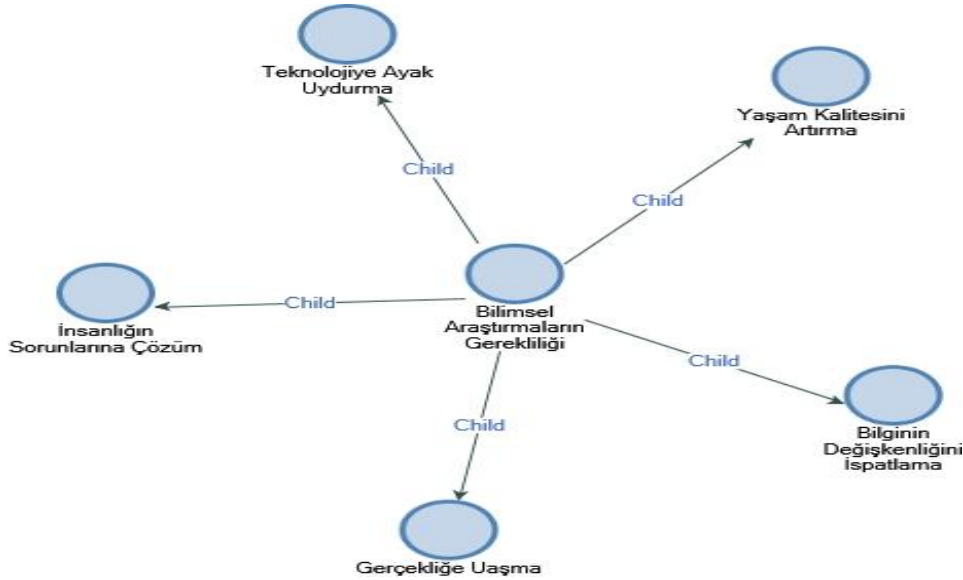 Teknolojiye Ayak
Uydurma
Yaşam Kalitesini
Artırma
Child
Child
Bilimsel
Araştırmaların
Gerekliliği
Child
İnsanlığın
Sorunlarına Çözüm
Child
Bilginin
Değişkenliğini
İspatlama
Child
Gerçekliğe Uaşma